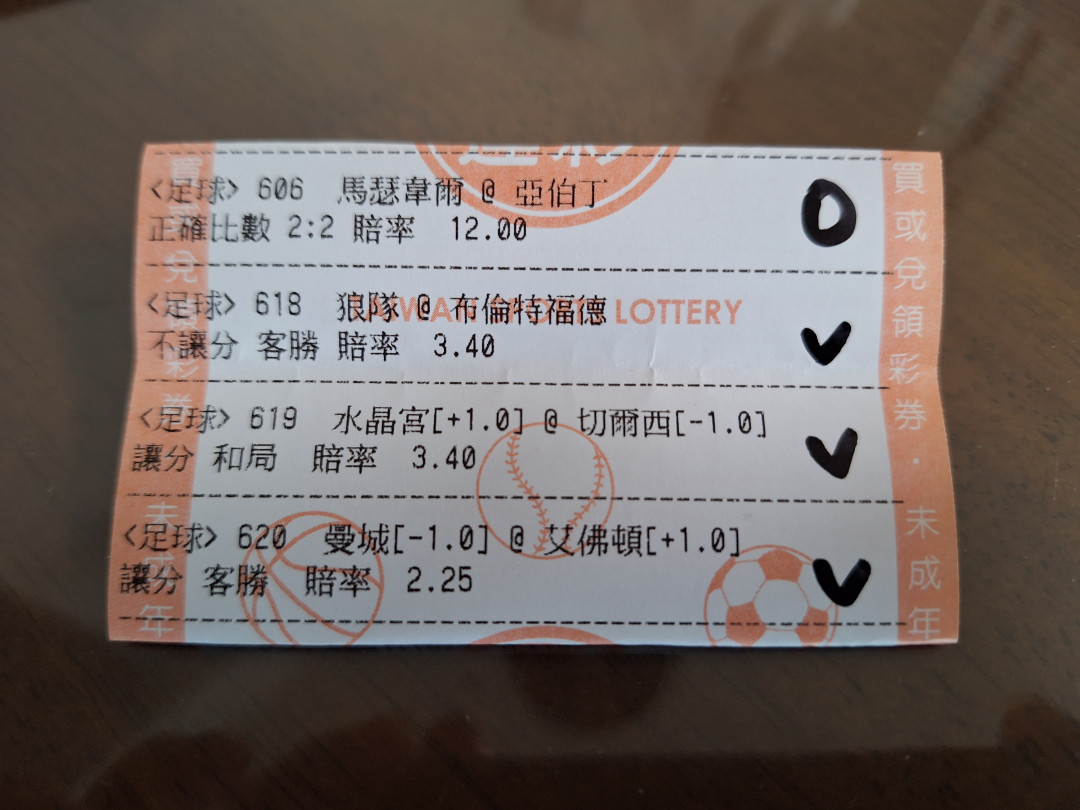 <足球> 606 馬瑟韋爾 @ 亞伯丁
正確比數 2:2 賠率 12.00
O
<足球> 618 狼隊 @ 布倫特福德
不讓分 客勝 賠率 3.40
V
<足球> 619 水晶宮[+1.0] @ 切爾西[-1.0]
讓分 和局 賠率 3.40
V
<足球> 620 曼城[-1.0] @ 艾佛頓[+1.0]
讓分 客勝 賠率 2.25
V
TAIWAN SPORTS LOTTERY
買或兌領彩券．未成年